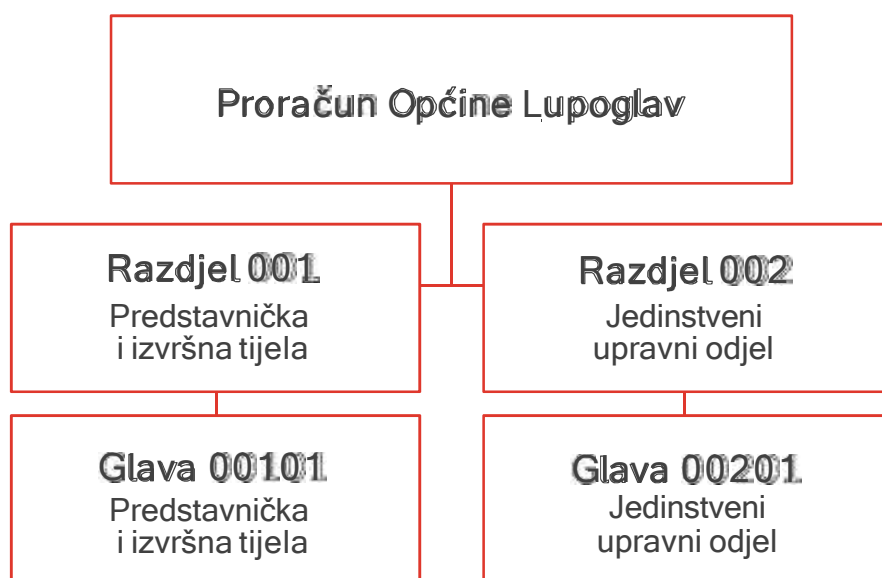 Proračun Općine Lupoglav
Razdjel 001
Predstavnička
i izvršna tijela
Razdjel 002
Jedinstveni
upravni odjel
Glava 00101
Predstavnička
i izvršna tijela
Glava 00201
Jedinstveni
upravni odjel